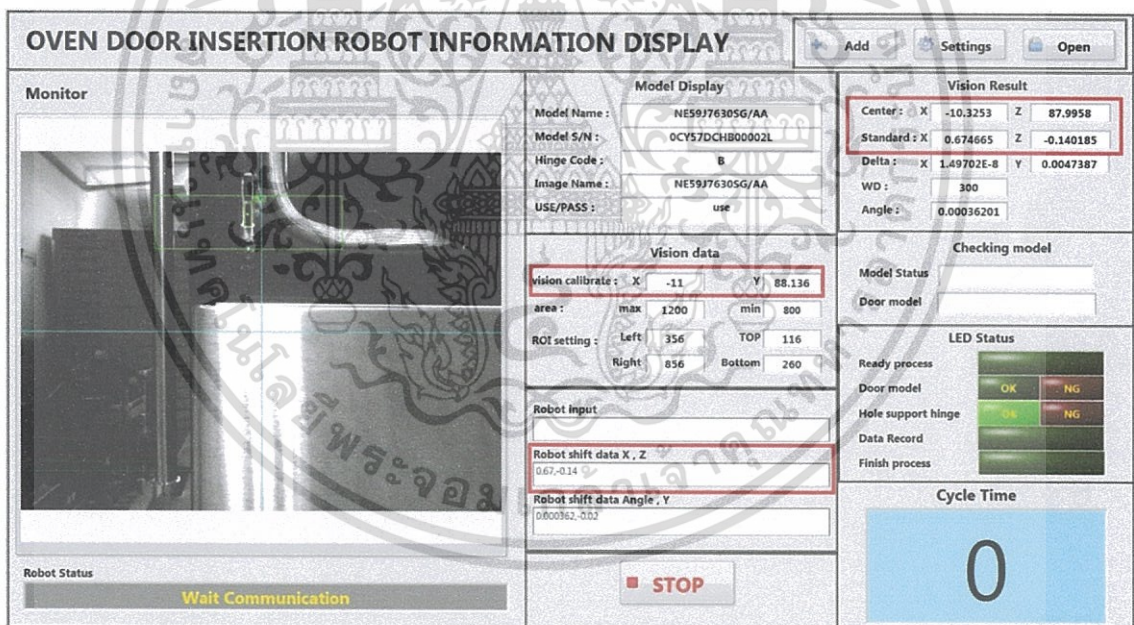 OVEN DOOR INSERTION ROBOT INFORMATION DISPLAY
Add Settings Open
Monitor
Robot Status
Wait Communication
Model Display
Model Name : NE59J7630SG/AA
Model S/N : 0CY57DCHB00002L
Hinge Code : B
Image Name : NE59J7630SG/AA
USE/PASS : use
Vision data
vision calibrate : X -11 Y 88.136
area : max 1200 min 800
ROI setting : Left 356 TOP 116
Right 856 Bottom 260
Robot input
Robot shift data X , Z
0.67,-0.14
Robot shift data Angle , Y
0.000362,-0.02
STOP
Vision Result
Center : X -10.3253 Z 87.9958
Standard : X 0.674665 Z -0.140185
Delta : X 1.49702E-8 Y 0.0047387
WD : 300
Angle : 0.00036201
Checking model
Model Status
Door model
LED Status
Ready process
Door model OK NG
Hole support hinge OK NG
Data Record
Finish process
Cycle Time
0